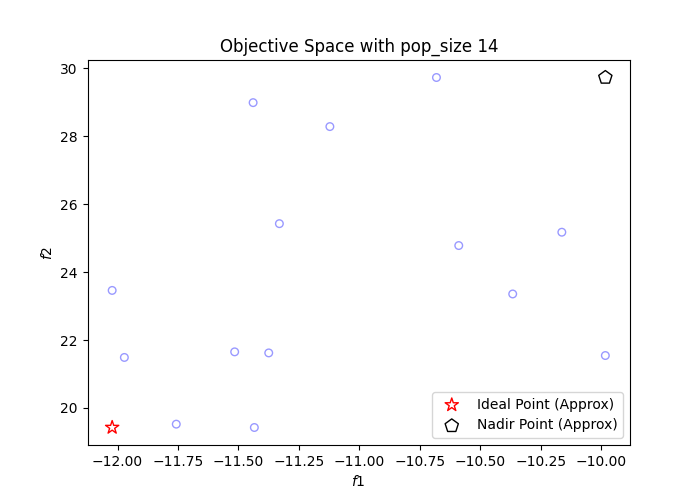 Objective Space with pop_size 14
30
28
26
24
22
20
f2
−12.00 −11.75 −11.50 −11.25 −11.00 −10.75 −10.50 −10.25 −10.00
f1
Ideal Point (Approx)
Nadir Point (Approx)